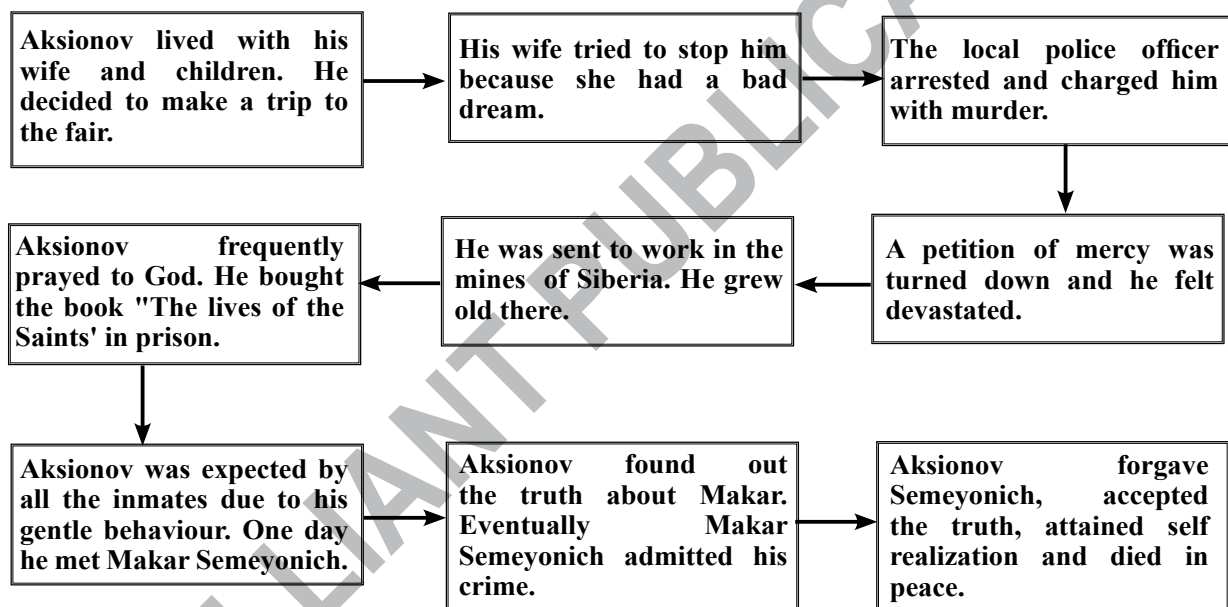 Aksionov lived with his
wife and children. He
decided to make a trip to
the fair.
His wife tried to stop him
because she had a bad
dream.
The local police officer
arrested and charged him
with murder.
A petition of mercy was
turned down and he felt
devastated.
He was sent to work in the
mines of Siberia. He grew
old there.
Aksionov frequently
prayed to God. He bought
the book "The lives of the
Saints' in prison.
Aksionov was expected by
all the inmates due to his
gentle behaviour. One day
he met Makar Semeyonich.
Aksionov found out
the truth about Makar.
Eventually Makar
Semeyonich admitted his
crime.
Aksionov forgave
Semeyonich, accepted
the truth, attained self
realization and died in
peace.
LIANT PUBLICA